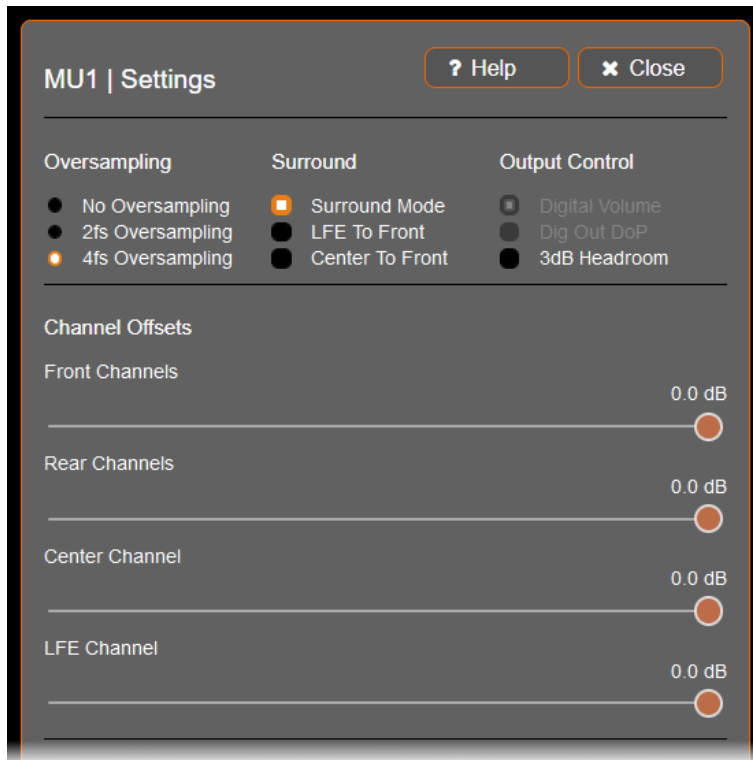 MU1 | Settings
? Help
✖ Close
Oversampling
No Oversampling
2fs Oversampling
4fs Oversampling
Surround
Surround Mode
LFE To Front
Center To Front
Output Control
Digital Volume
Dig Out DoP
3dB Headroom
Channel Offsets
Front Channels
0.0 dB
Rear Channels
0.0 dB
Center Channel
0.0 dB
LFE Channel
0.0 dB